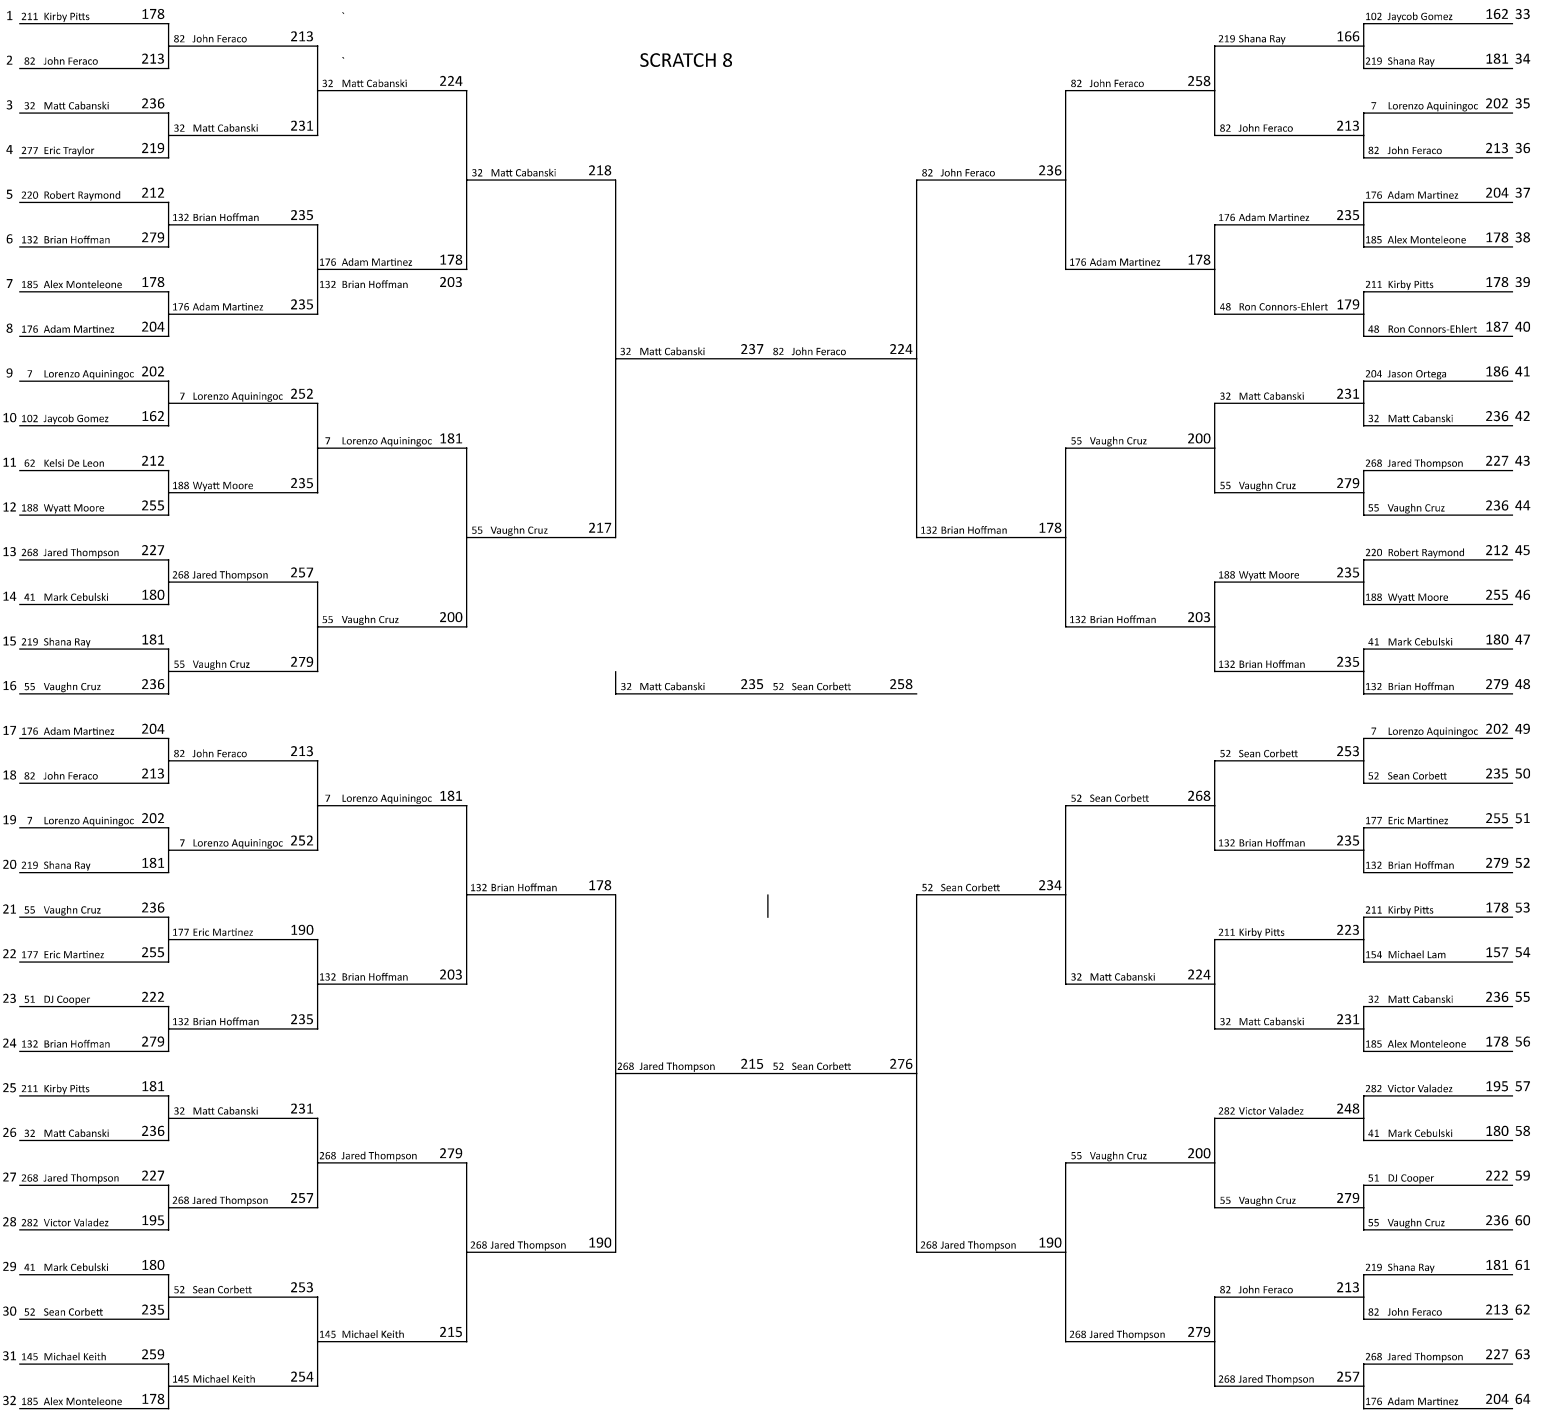 SCRATCH 8
1 211 Kirby Pitts 178
82 John Feraco 213
2 82 John Feraco 213
32 Matt Cabanski 224
3 32 Matt Cabanski 236
32 Matt Cabanski 231
4 277 Eric Traylor 219
32 Matt Cabanski 218
5 220 Robert Raymond 212
132 Brian Hoffman 235
6 132 Brian Hoffman 279
176 Adam Martinez 178
132 Brian Hoffman 203
7 185 Alex Monteleone 178
176 Adam Martinez 235
8 176 Adam Martinez 204
32 Matt Cabanski 237 82 John Feraco 224
9 7 Lorenzo Aquiningoc 202
7 Lorenzo Aquiningoc 252
10 102 Jaycob Gomez 162
7 Lorenzo Aquiningoc 181
11 62 Kelsi De Leon 212
188 Wyatt Moore 235
12 188 Wyatt Moore 255
55 Vaughn Cruz 217
13 268 Jared Thompson 227
268 Jared Thompson 257
14 41 Mark Cebulski 180
55 Vaughn Cruz 200
15 219 Shana Ray 181
55 Vaughn Cruz 279
16 55 Vaughn Cruz 236
32 Matt Cabanski 235 52 Sean Corbett 258
17 176 Adam Martinez 204
82 John Feraco 213
18 82 John Feraco 213
7 Lorenzo Aquiningoc 181
19 7 Lorenzo Aquiningoc 202
7 Lorenzo Aquiningoc 252
20 219 Shana Ray 181
132 Brian Hoffman 178
21 55 Vaughn Cruz 236
177 Eric Martinez 190
22 177 Eric Martinez 255
132 Brian Hoffman 203
23 51 DJ Cooper 222
132 Brian Hoffman 235
24 132 Brian Hoffman 279
268 Jared Thompson 215 52 Sean Corbett 276
25 211 Kirby Pitts 181
32 Matt Cabanski 231
26 32 Matt Cabanski 236
268 Jared Thompson 279
27 268 Jared Thompson 227
268 Jared Thompson 257
28 282 Victor Valadez 195
268 Jared Thompson 190
29 41 Mark Cebulski 180
52 Sean Corbett 253
30 52 Sean Corbett 235
145 Michael Keith 215
31 145 Michael Keith 259
145 Michael Keith 254
32 185 Alex Monteleone 178
102 Jaycob Gomez 162 33
219 Shana Ray 166
219 Shana Ray 181 34
82 John Feraco 258
7 Lorenzo Aquiningoc 202 35
82 John Feraco 213
82 John Feraco 213 36
82 John Feraco 236
176 Adam Martinez 204 37
176 Adam Martinez 235
185 Alex Monteleone 178 38
176 Adam Martinez 178
211 Kirby Pitts 178 39
48 Ron Connors-Ehlert 179
48 Ron Connors-Ehlert 187 40
204 Jason Ortega 186 41
32 Matt Cabanski 231
32 Matt Cabanski 236 42
55 Vaughn Cruz 200
268 Jared Thompson 227 43
55 Vaughn Cruz 279
55 Vaughn Cruz 236 44
132 Brian Hoffman 178
220 Robert Raymond 212 45
188 Wyatt Moore 235
188 Wyatt Moore 255 46
132 Brian Hoffman 203
41 Mark Cebulski 180 47
132 Brian Hoffman 235
132 Brian Hoffman 279 48
7 Lorenzo Aquiningoc 202 49
52 Sean Corbett 253
52 Sean Corbett 235 50
52 Sean Corbett 268
177 Eric Martinez 255 51
132 Brian Hoffman 235
132 Brian Hoffman 279 52
52 Sean Corbett 234
211 Kirby Pitts 178 53
211 Kirby Pitts 223
154 Michael Lam 157 54
32 Matt Cabanski 224
32 Matt Cabanski 236 55
32 Matt Cabanski 231
185 Alex Monteleone 178 56
282 Victor Valadez 195 57
282 Victor Valadez 248
41 Mark Cebulski 180 58
55 Vaughn Cruz 200
51 DJ Cooper 222 59
55 Vaughn Cruz 279
55 Vaughn Cruz 236 60
268 Jared Thompson 190
219 Shana Ray 181 61
82 John Feraco 213
82 John Feraco 213 62
268 Jared Thompson 279
268 Jared Thompson 227 63
268 Jared Thompson 257
176 Adam Martinez 204 64